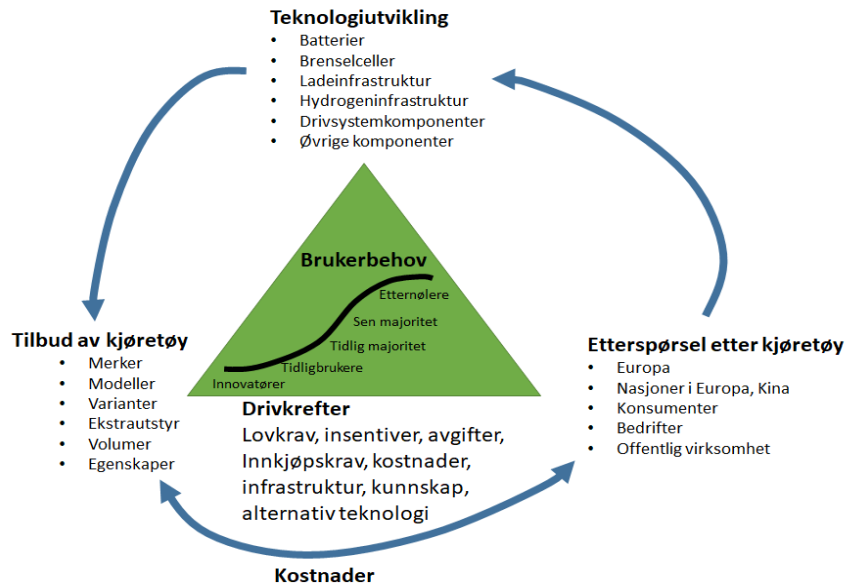 Teknologiutvikling
• Batterier
• Brenselceller
• Ladeinfrastruktur
• Hydrogeninfrastruktur
• Drivsystemkomponenter
• Øvrige komponenter
Brukerbehov
Etternølere
Sen majoritet
Tidlig majoritet
Tidligbrukere
Innovatører
Tilbud av kjøretøy
• Merker
• Modeller
• Varianter
• Ekstrautstyr
• Volumer
• Egenskaper
Etterspørsel etter kjøretøy
• Europa
• Nasjoner i Europa, Kina
• Konsumenter
• Bedrifter
• Offentlig virksomhet
Drivkrefter
Lovkrav, insentiver, avgifter,
Innkjøpskrav, kostnader,
infrastruktur, kunnskap,
alternativ teknologi
Kostnader